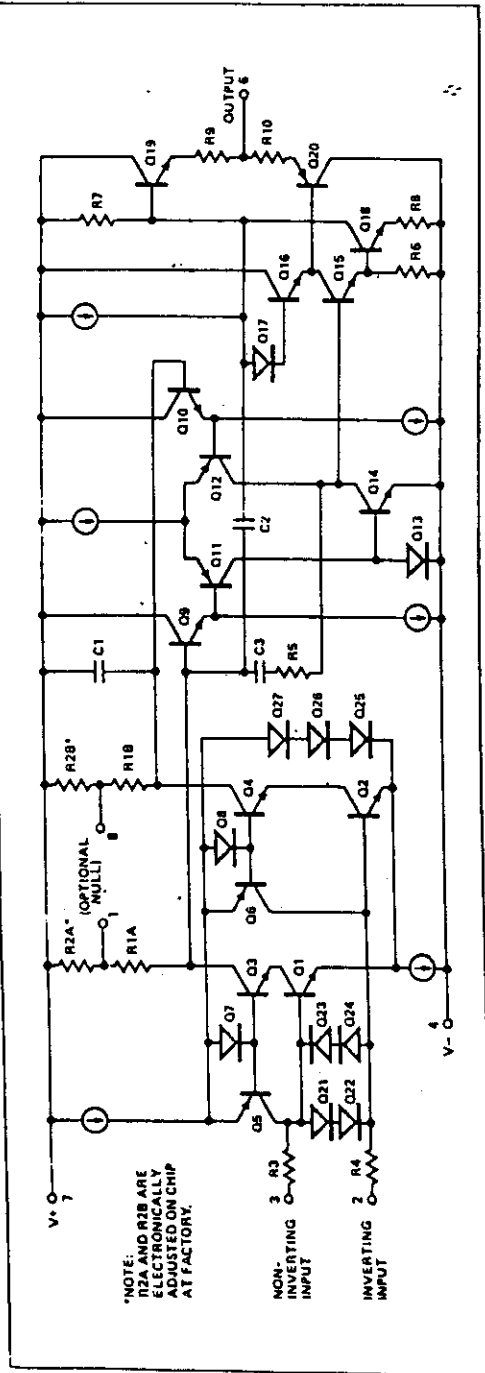 V+ 7
R2A*
R2B*
(OPTIONAL
NULL)
1
8
R1A
R1B
C1
R7
Q19
R9
OUTPUT
6
R10
Q20
Q16
Q17
Q18
Q15
R6
R8
Q10
Q9
Q11
Q12
C2
C3
R5
Q14
Q13
Q27
Q26
Q25
Q7
Q8
Q5
Q3
Q6
Q4
Q1
Q2
Q21
Q22
Q23
Q24
*NOTE:
R2A AND R2B ARE
ELECTRONICALLY
ADJUSTED ON CHIP
AT FACTORY.
NON-
INVERTING
INPUT
3
R3
INVERTING
INPUT
2
R4
V- 4